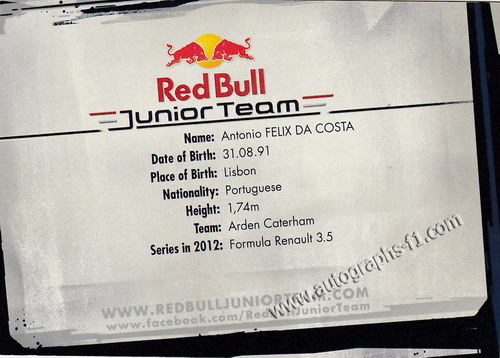 Red Bull
Junior Team
Name: Antonio FELIX DA COSTA
Date of Birth: 31.08.91
Place of Birth: Lisbon
Nationality: Portuguese
Height: 1,74m
Team: Arden Caterham
Series in 2012: Formula Renault 3.5
www.autographs-f1.com
WWW.REDBULLJUNIORTEAM.COM
www.facebook.com/RedBullJuniorTeam